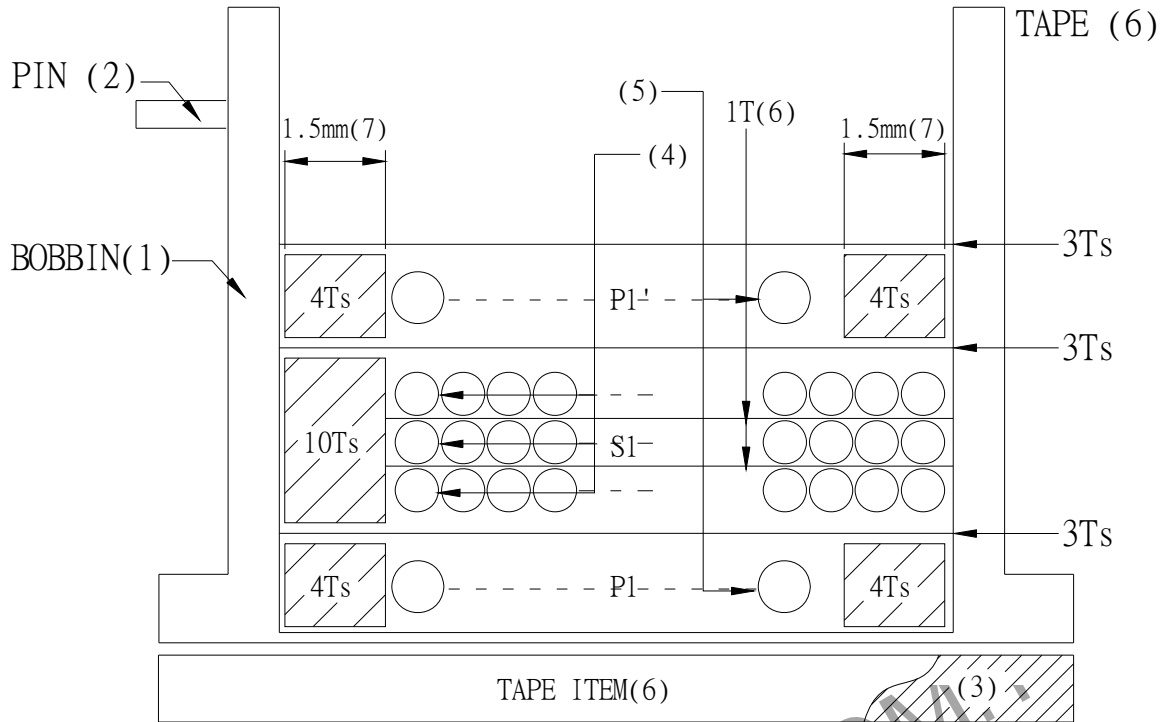 TAPE (6)
PIN (2)
(5)
1T(6)
1.5mm(7)
1.5mm(7)
(4)
BOBBIN(1)
3Ts
4Ts
P1'
4Ts
3Ts
10Ts
S1
3Ts
4Ts
P1
4Ts
TAPE ITEM(6)
(3)